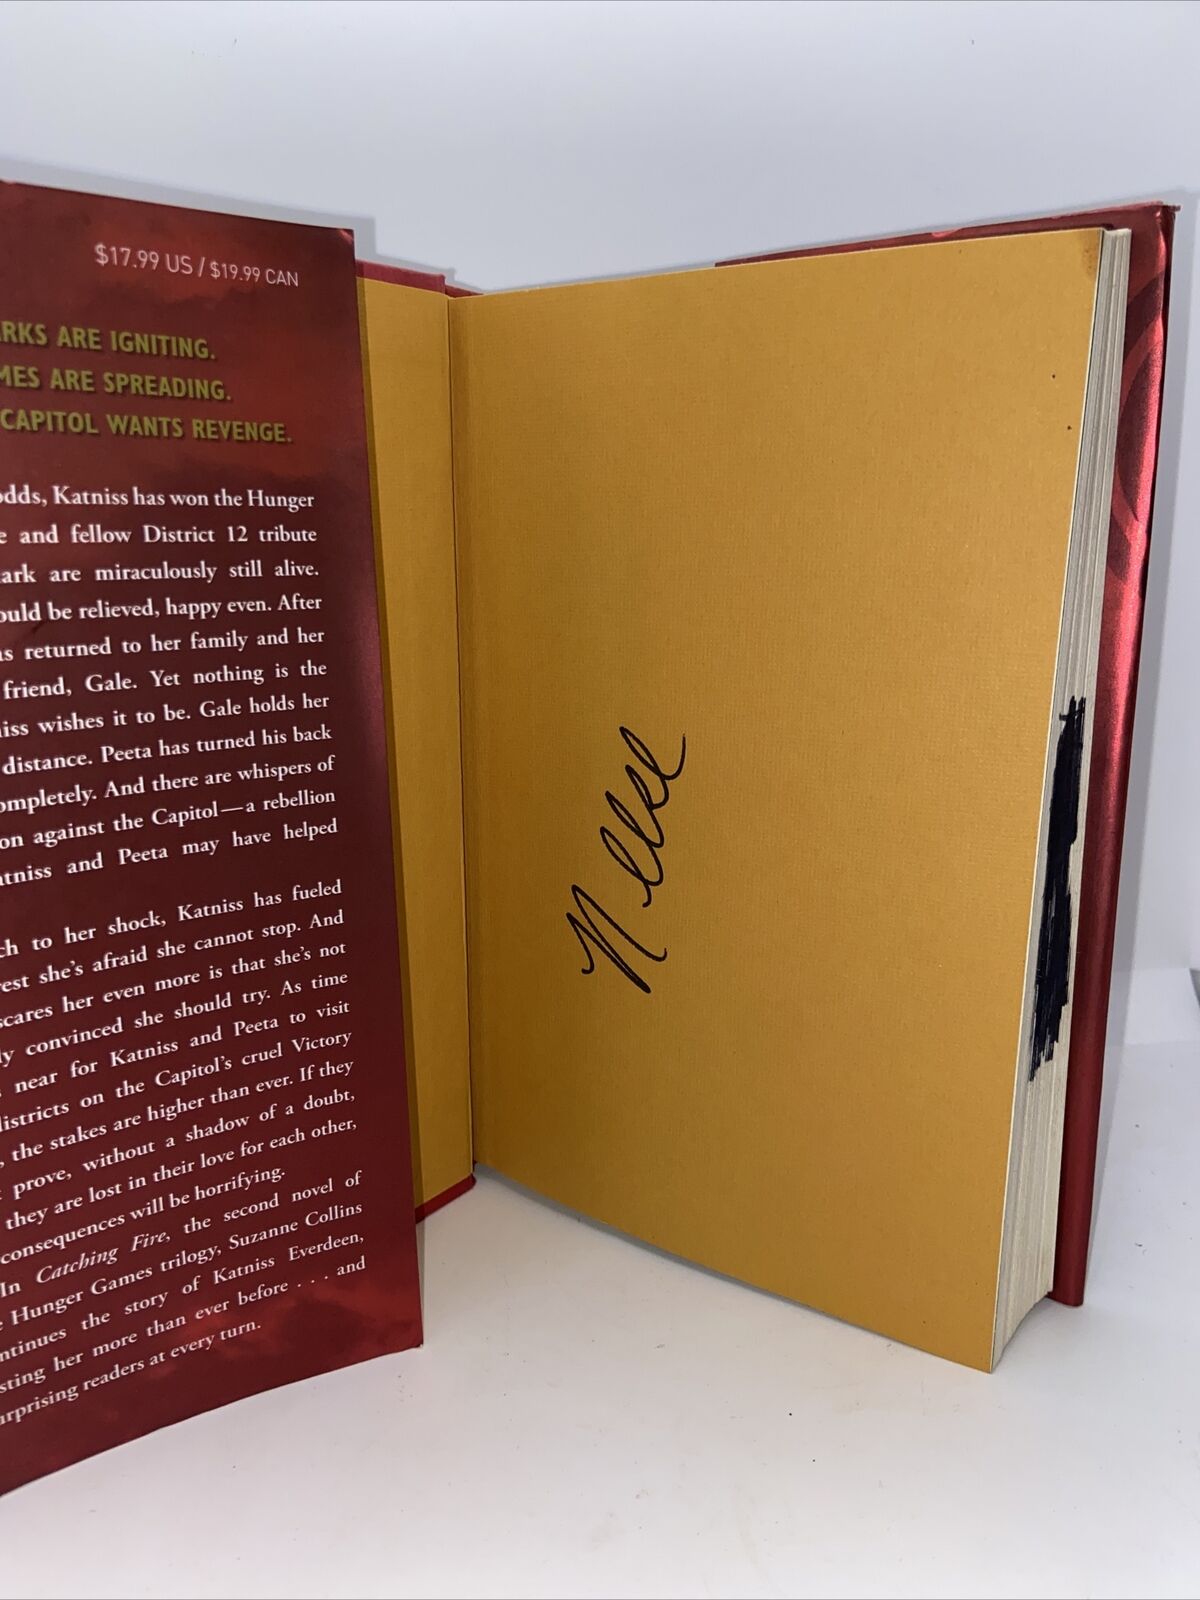 $17.99 US / $19.99 CAN
ARE IGNITING.
ARE SPREADING.
CAPITOL WANTS REVENGE.
odds, Katniss has won the Hunger
and fellow District 12 tribute
ark are miraculously still alive.
ould be relieved, happy even. After
returned to her family and her
friend, Gale. Yet nothing is the
wishes it to be. Gale holds her
distance. Peeta has turned his back
ompletely. And there are whispers of
on against the Capitol—a rebellion
and Peeta may have helped
to her shock, Katniss has fueled
she's afraid she cannot stop. And
scares her even more is that she's not
convinced she should try. As time
near for Katniss and Peeta to visit
districts on the Capitol's cruel Victory
, the stakes are higher than ever. If they
prove, without a shadow of a doubt,
they are lost in their love for each other,
consequences will be horrifying.
In Catching Fire, the second novel of
Hunger Games trilogy, Suzanne Collins
ntinues the story of Katniss Everdeen,
sting her more than ever before . . . and
urprising readers at every turn.